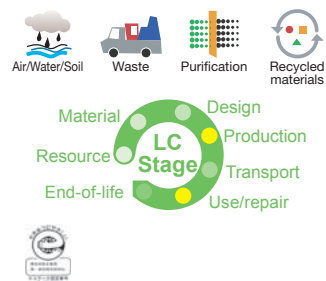 Air/Water/Soil
Waste
Purification
Recycled
materials
Material
Design
Production
Resource
LC
Stage
Transport
End-of-life
Use/repair